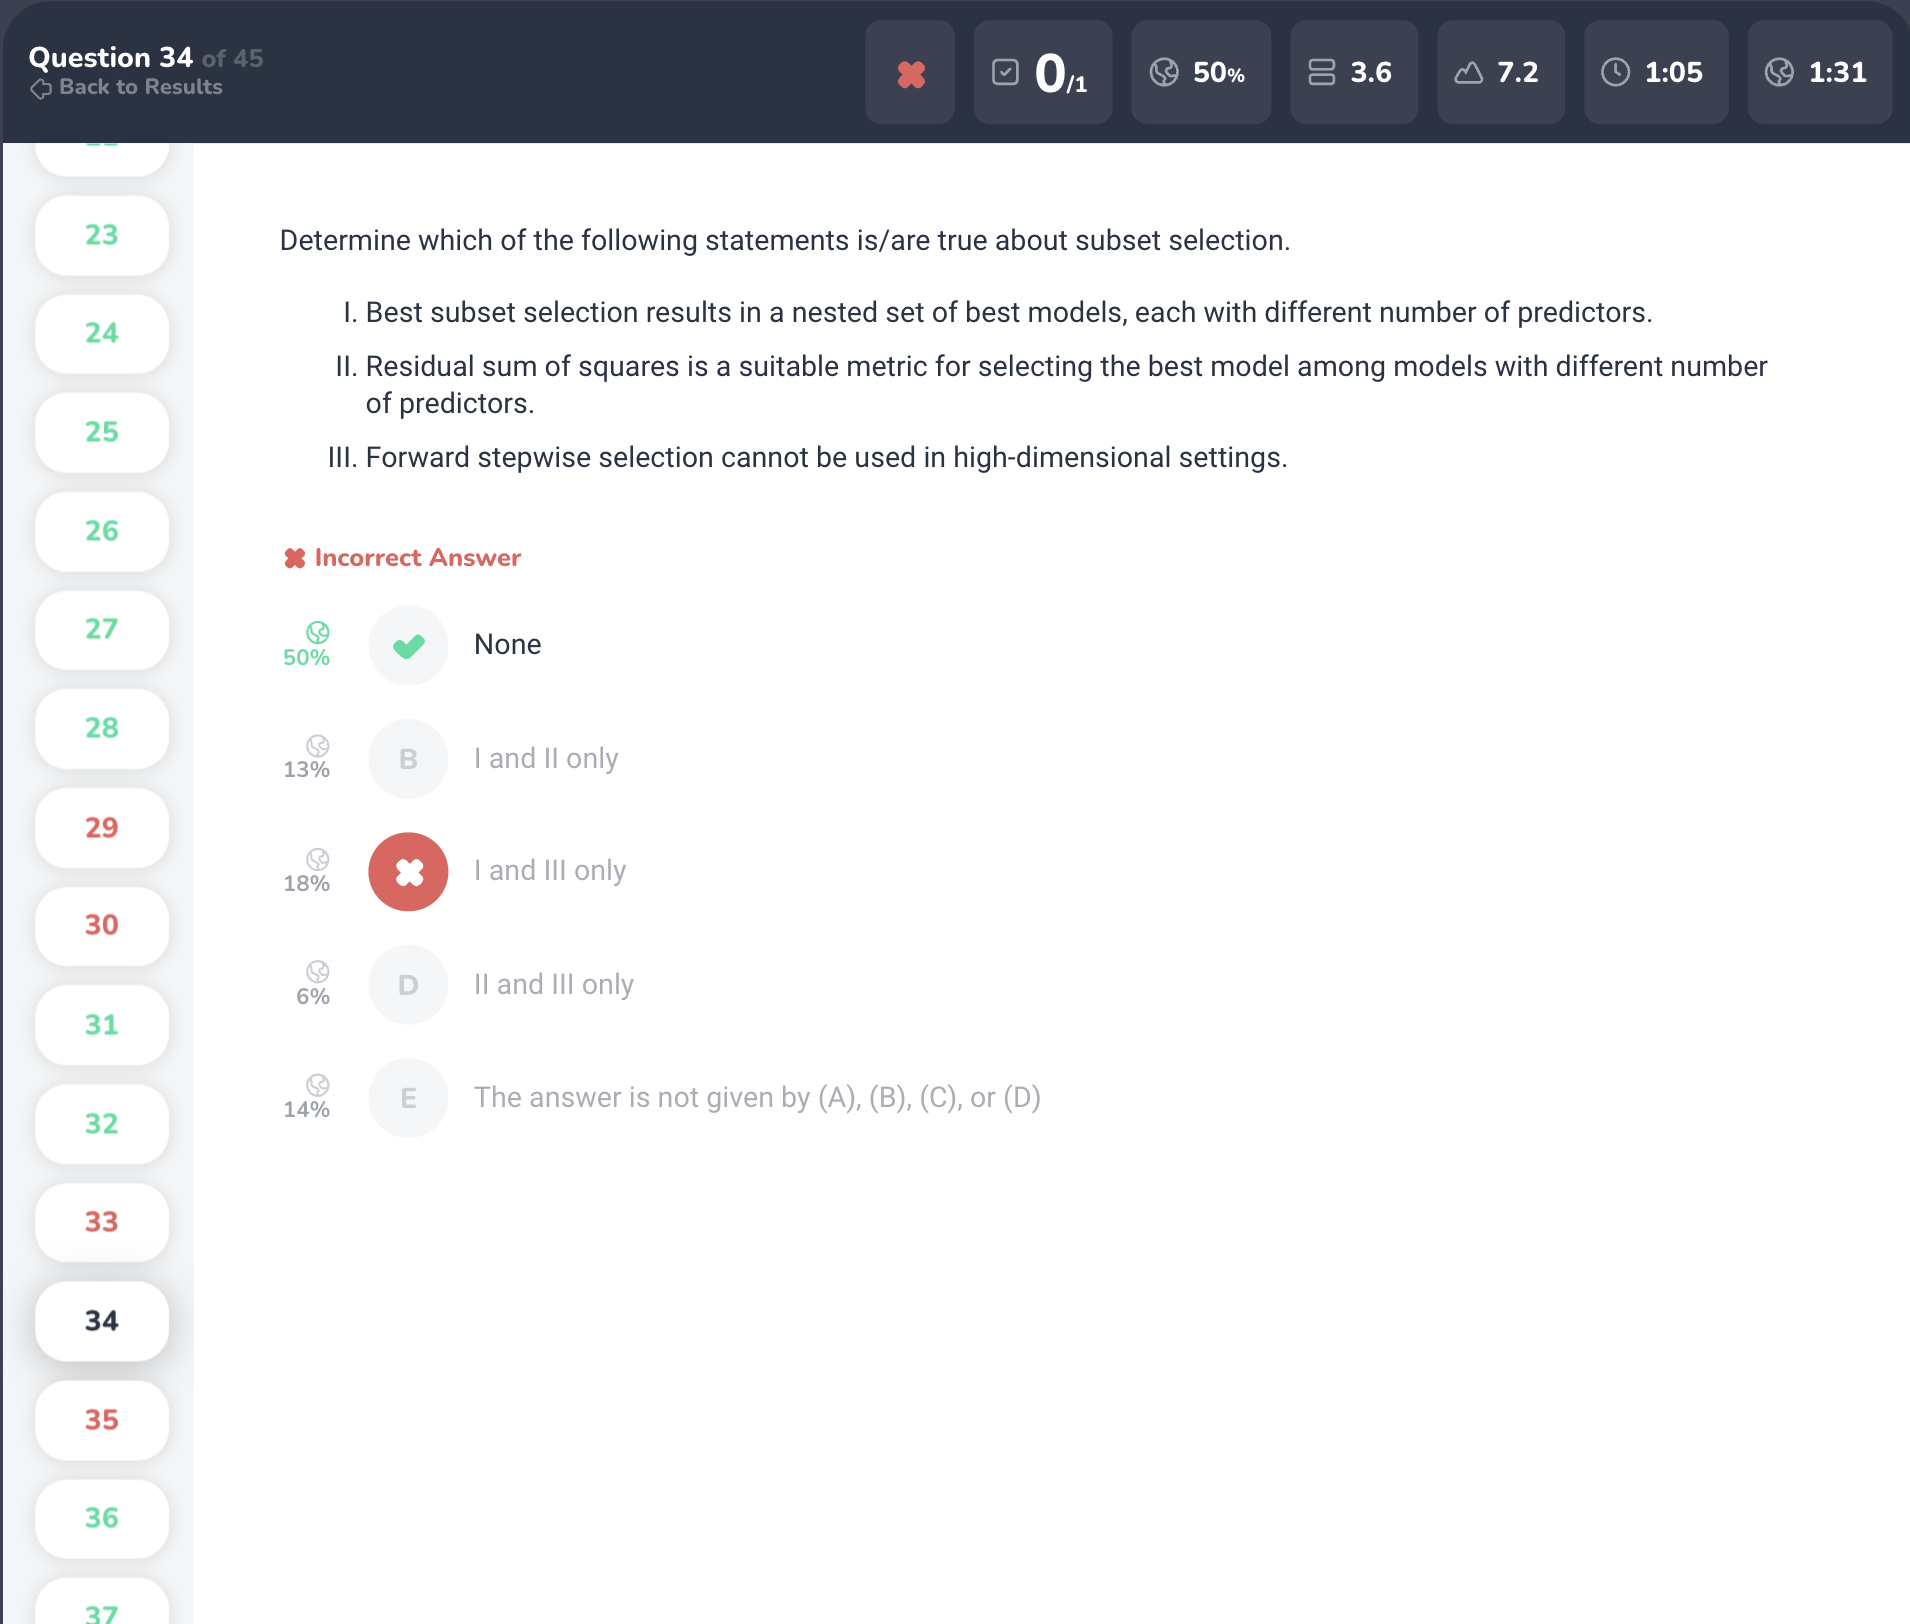 Question 34 of 45
Back to Results
0/1
50%
3.6
7.2
1:05
1:31
23
24
25
26
27
28
29
30
31
32
33
34
35
36
37
Determine which of the following statements is/are true about subset selection.
I. Best subset selection results in a nested set of best models, each with different number of predictors.
II. Residual sum of squares is a suitable metric for selecting the best model among models with different number
of predictors.
III. Forward stepwise selection cannot be used in high-dimensional settings.
Incorrect Answer
50% None
13% B I and II only
18% I and III only
6% D II and III only
14% E The answer is not given by (A), (B), (C), or (D)